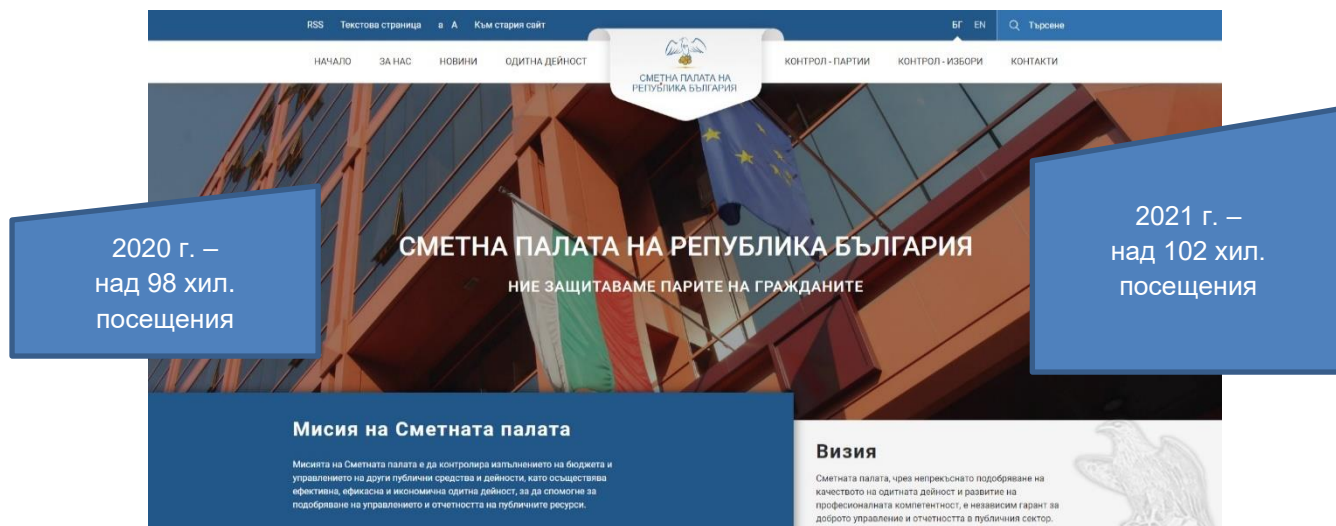 RSS Текстова страница а А Към стария сайт
БГ EN Търсене
НАЧАЛО ЗА НАС НОВИНИ ОДИТНА ДЕЙНОСТ
СМЕТНА ПАЛАТА НА
РЕПУБЛИКА БЪЛГАРИЯ
КОНТРОЛ - ПАРТИИ КОНТРОЛ - ИЗБОРИ КОНТАКТИ
СМЕТНА ПАЛАТА НА РЕПУБЛИКА БЪЛГАРИЯ
НИЕ ЗАЩИТАВАМЕ ПАРИТЕ НА ГРАЖДАНИТЕ
2020 г. –
над 98 хил.
посещения
2021 г. –
над 102 хил.
посещения
Мисия на Сметната палата
Мисията на Сметната палата е да контролира изпълнението на бюджета и
управлението на други публични средства и дейности, като осъществява
ефективна, ефикасна и икономична одитна дейност, за да спомогне за
подобряване на управлението и отчетността на публичните ресурси.
Визия
Сметната палата, чрез непрекъснато подобряване на
качеството на одитната дейност и развитие на
професионалната компетентност, е независим гарант за
доброто управление и отчетността в публичния сектор.